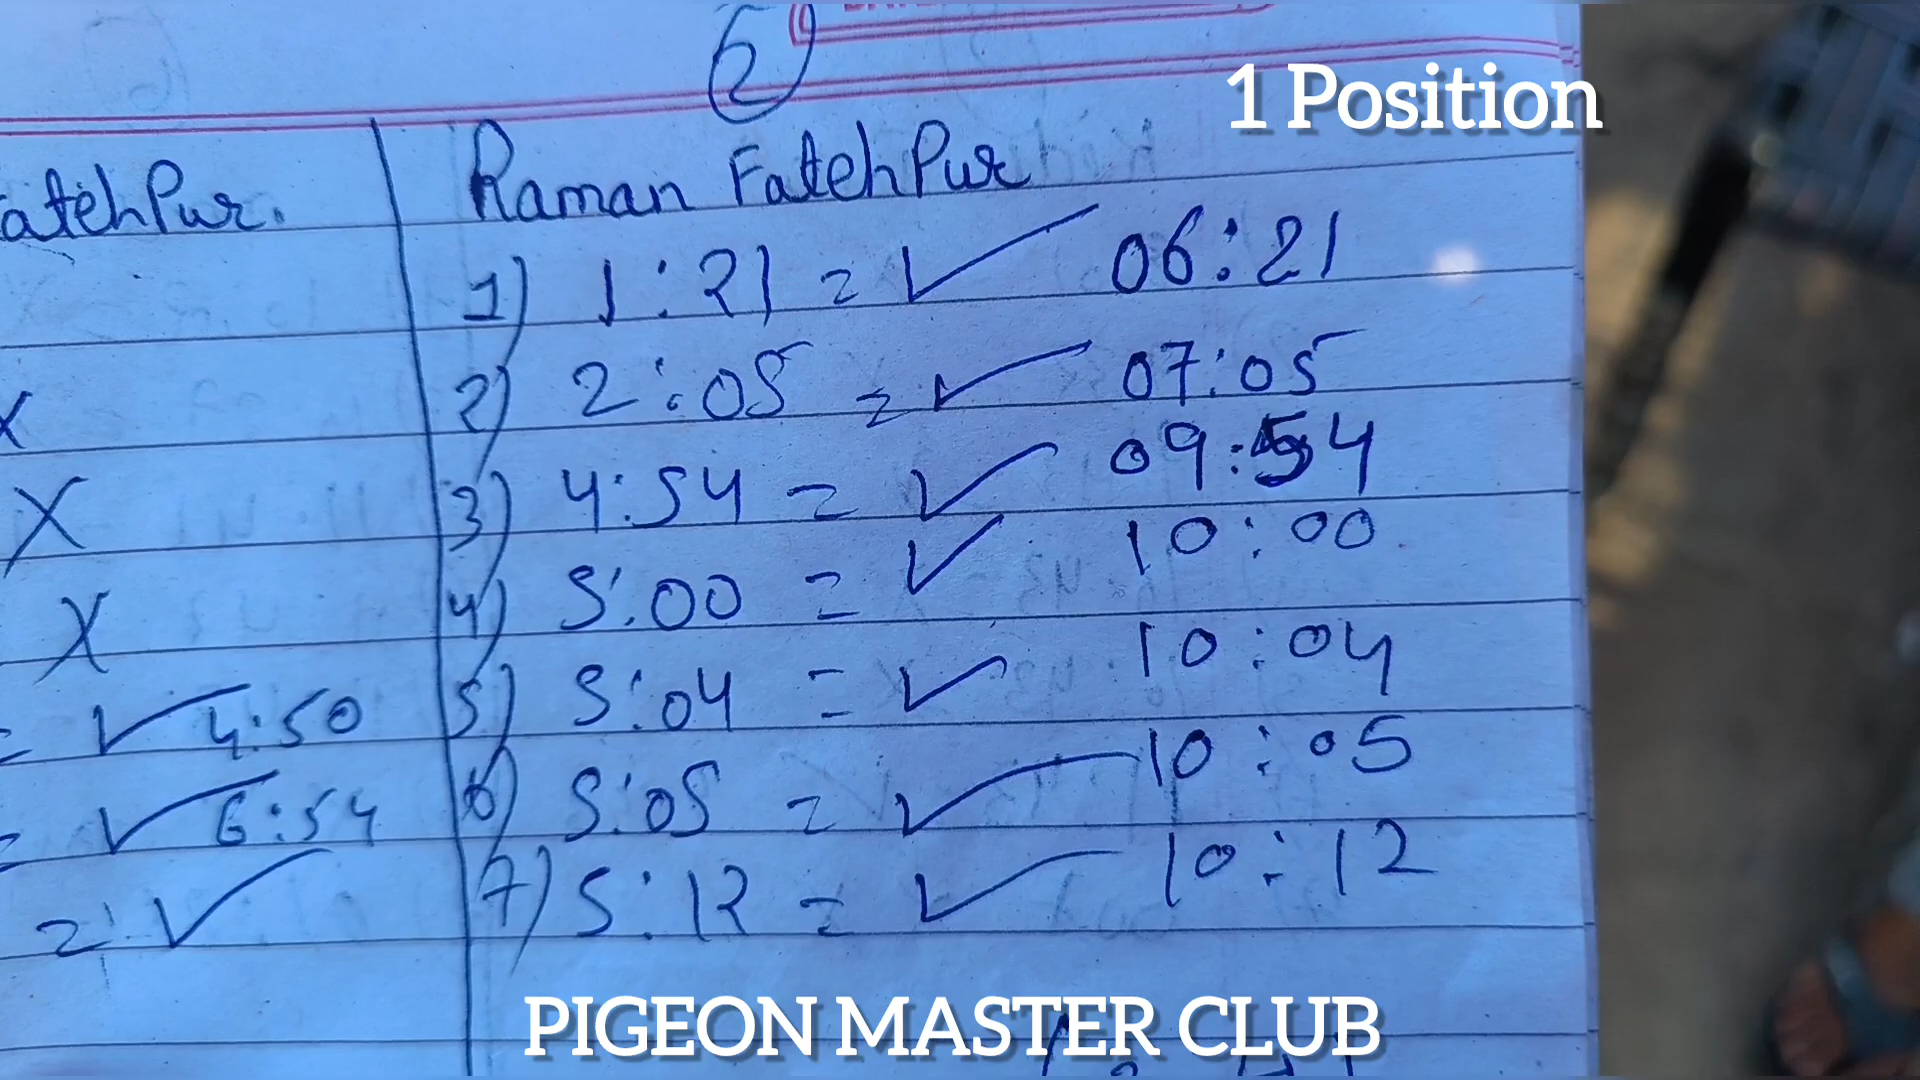 2
1 Position
atehPur.
Raman FatehPur
1) 1:21 = ✓ 06:21
X
2) 2:05 = ✓ 07:05
X
3) 4:54 = ✓ 09:54
X
4) 5:00 = ✓ 10:00
= ✓ 4:50
5) 5:04 = ✓ 10:04
= ✓ 6:54
6) 5:05 = ✓ 10:05
= ✓
7) 5:12 = ✓ 10:12
PIGEON MASTER CLUB